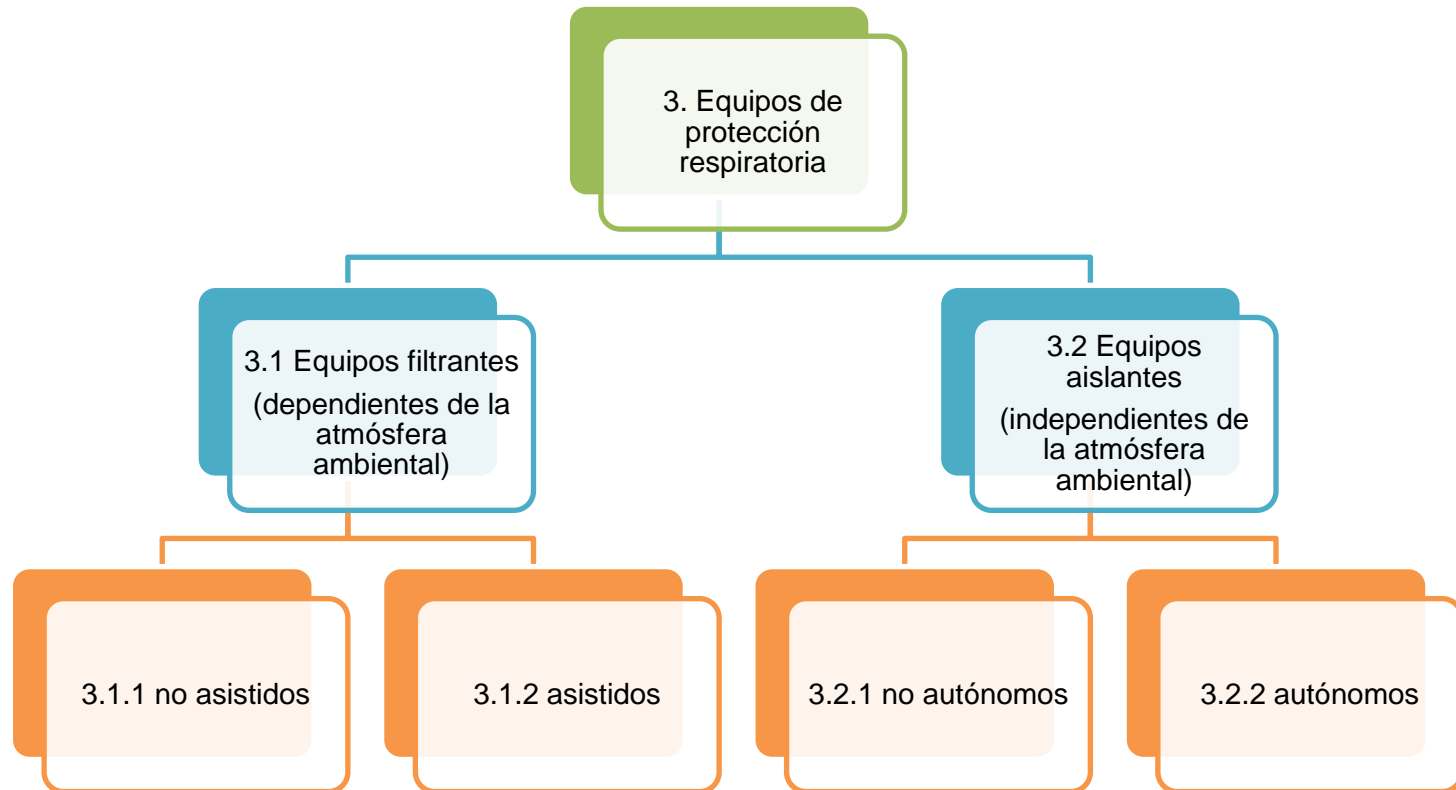 3. Equipos de
protección
respiratoria
3.1 Equipos filtrantes
(dependientes de la
atmósfera
ambiental)
3.2 Equipos
aislantes
(independientes de
la atmósfera
ambiental)
3.1.1 no asistidos
3.1.2 asistidos
3.2.1 no autónomos
3.2.2 autónomos